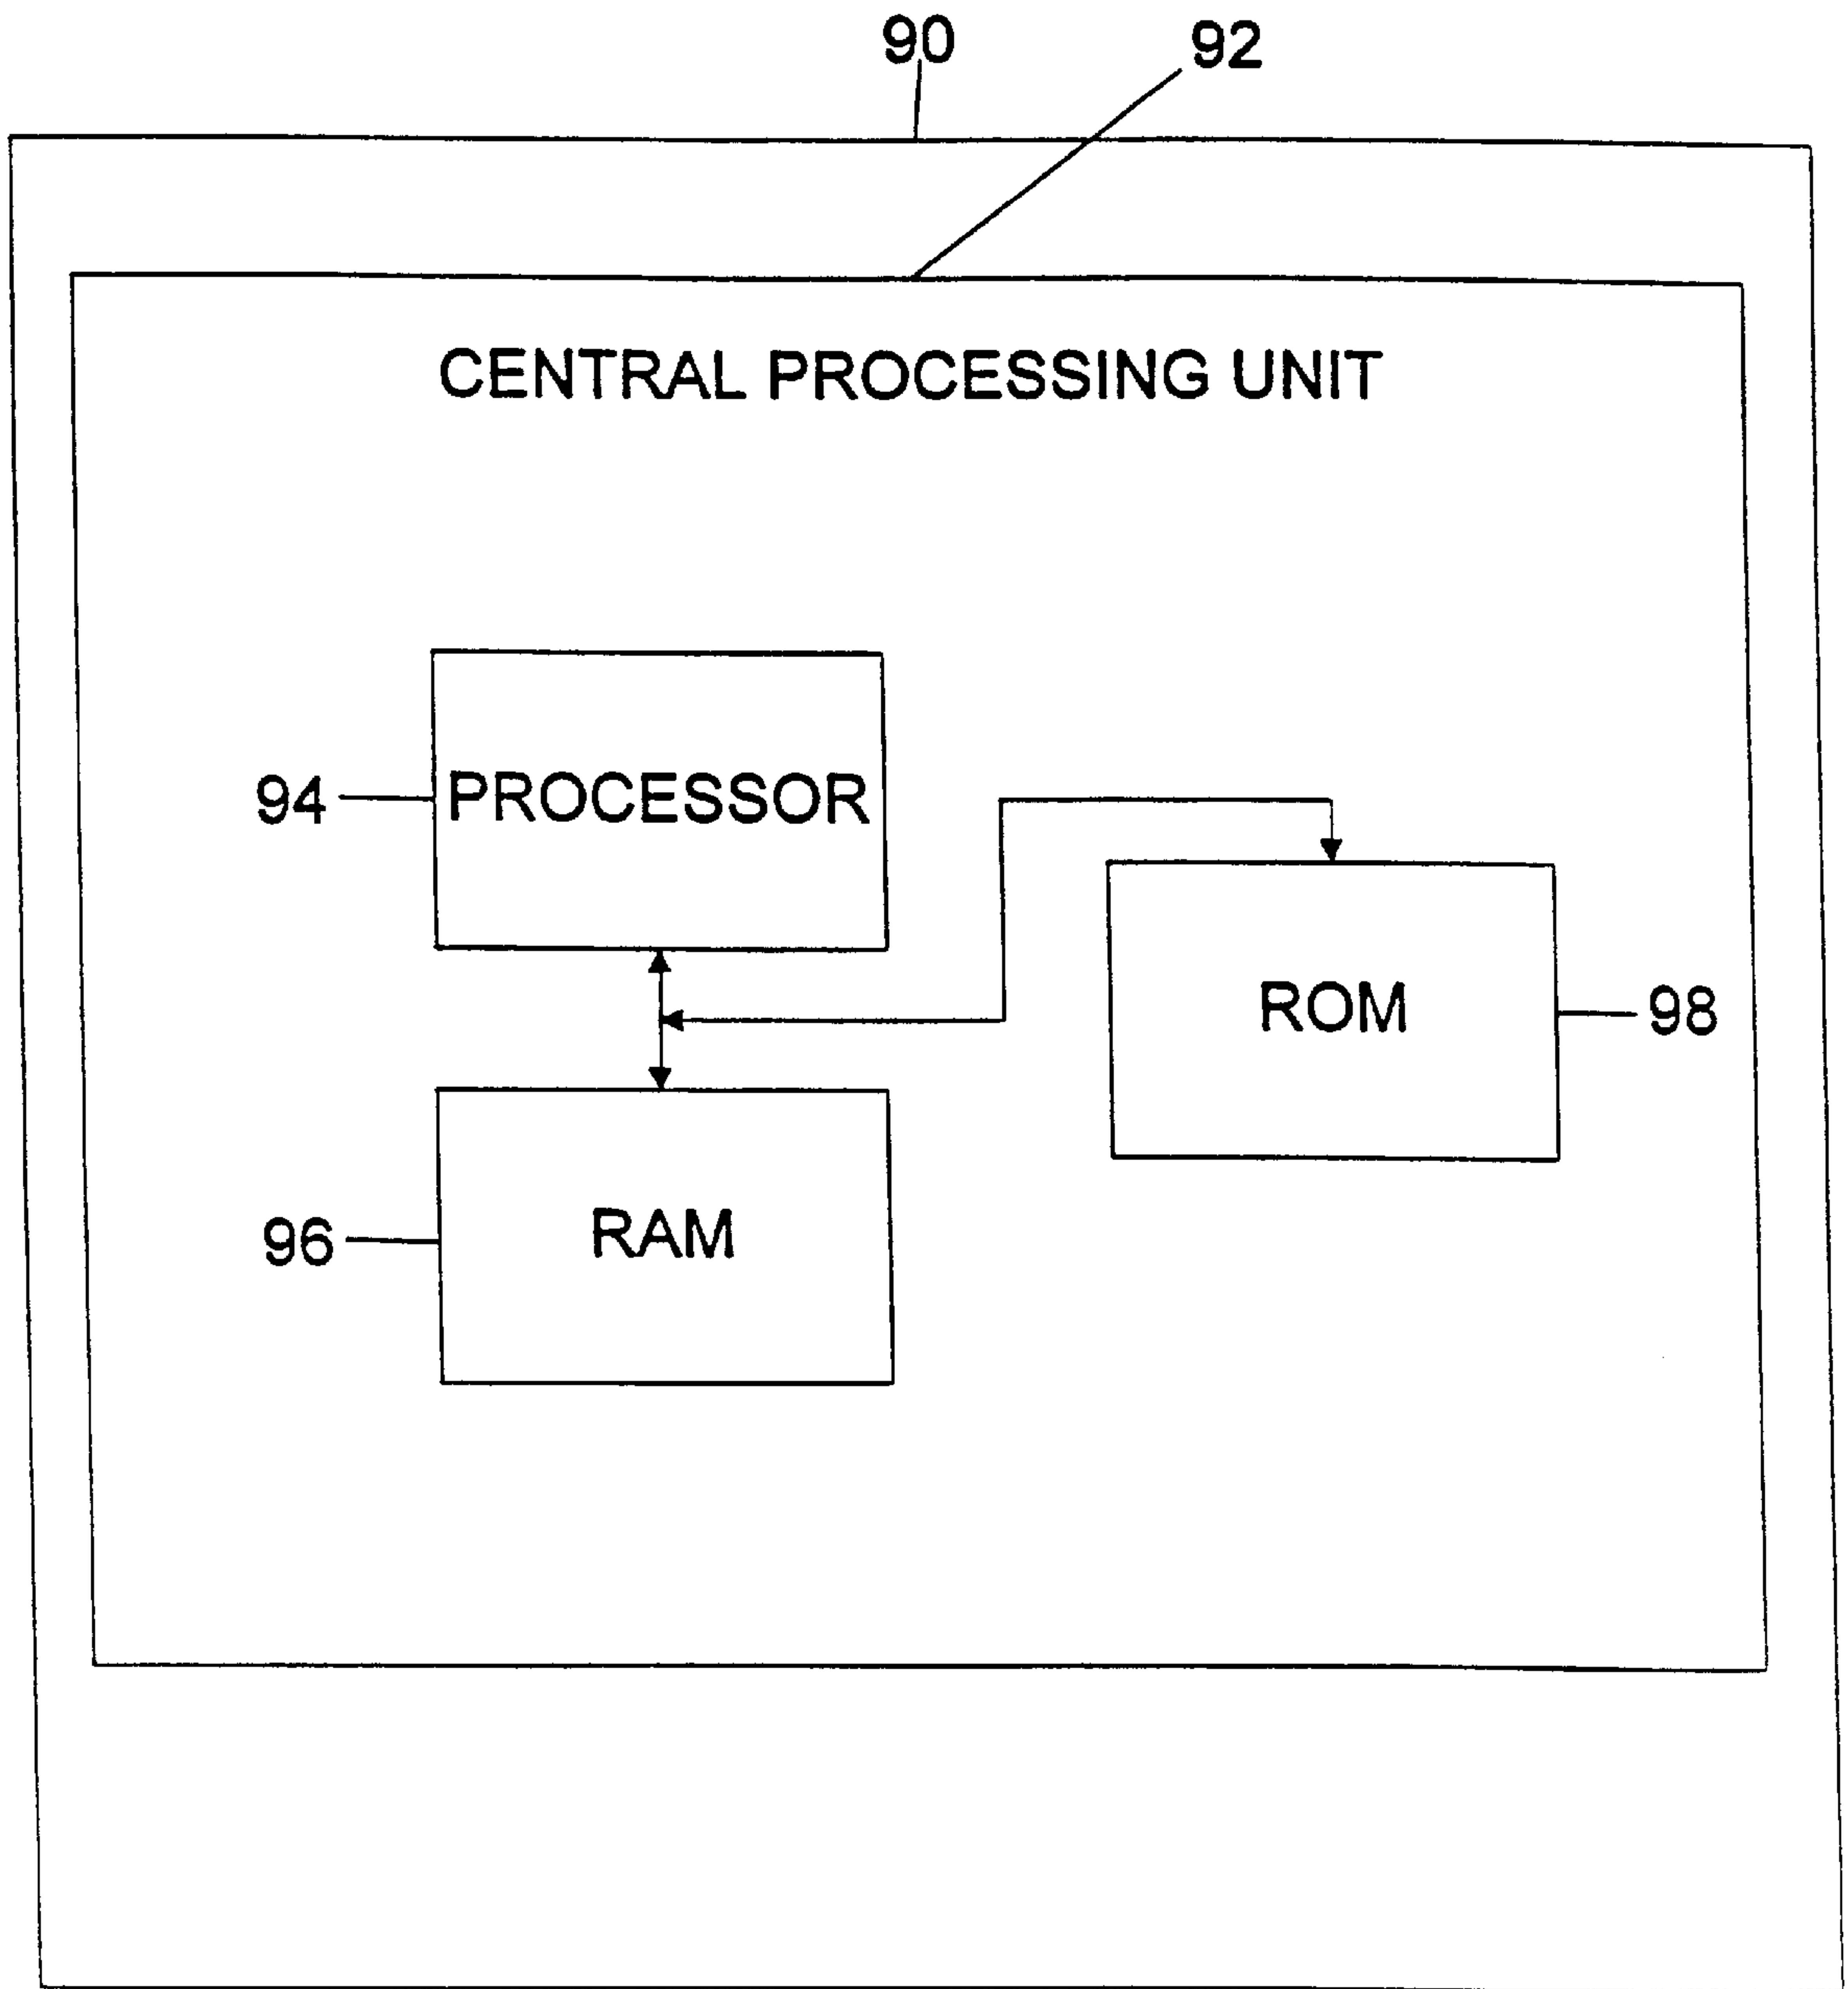 90
92
CENTRAL PROCESSING UNIT
94
PROCESSOR
ROM
98
96
RAM